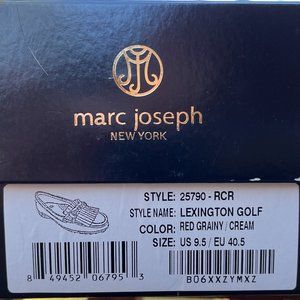 marc joseph
NEW YORK
STYLE: 25790 - RCR
STYLE NAME: LEXINGTON GOLF
COLOR: RED GRAINY / CREAM
SIZE: US 9.5 / EU 40.5
8 49452 06795 3
B06XXZYMXZ